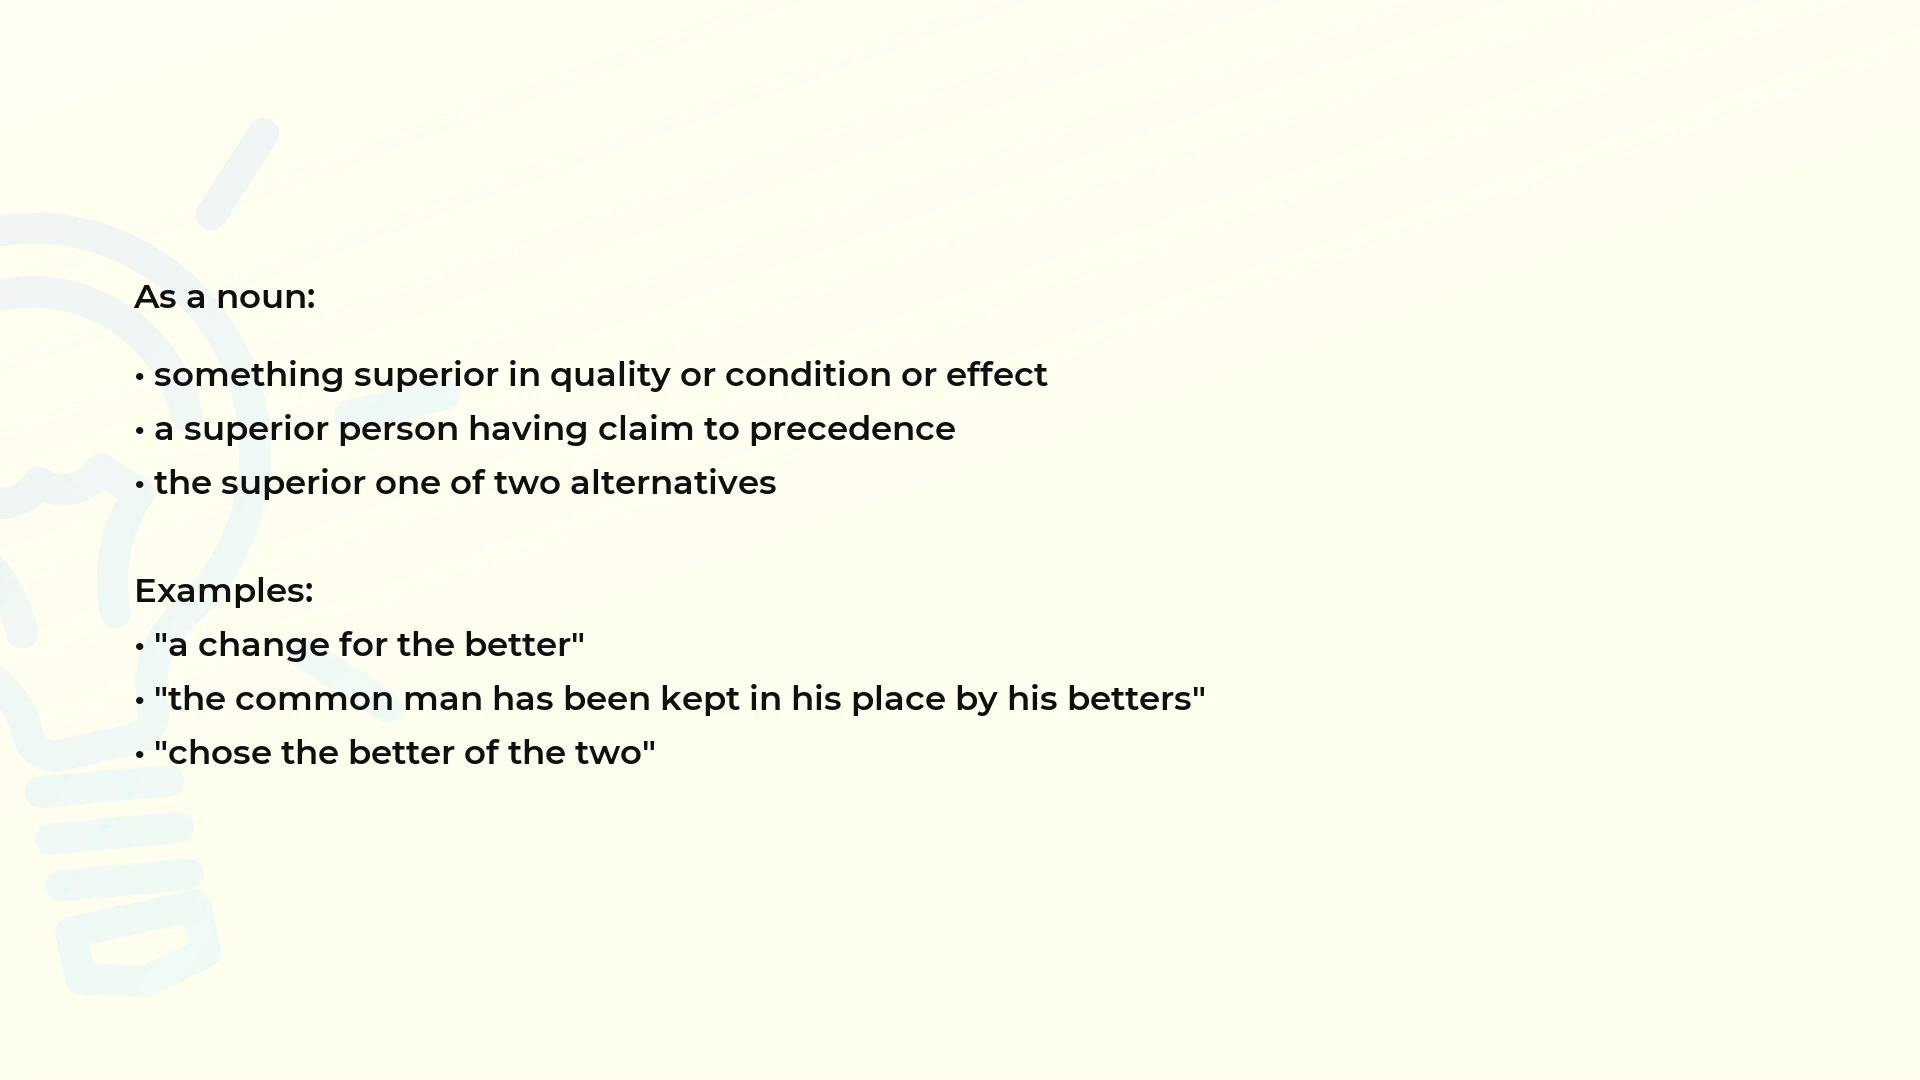 As a noun:
• something superior in quality or condition or effect
• a superior person having claim to precedence
• the superior one of two alternatives
Examples:
• "a change for the better"
• "the common man has been kept in his place by his betters"
• "chose the better of the two"